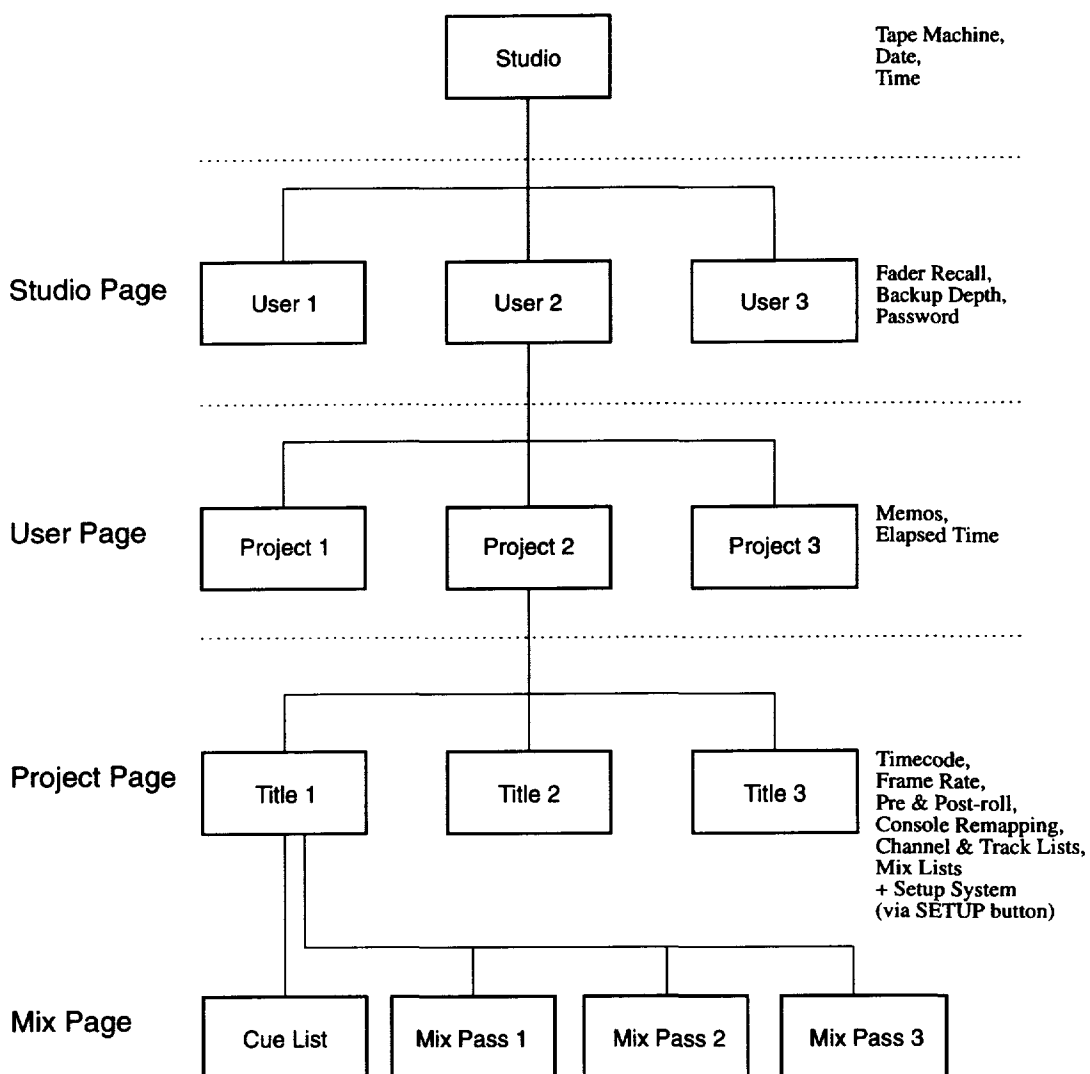 Studio
Tape Machine,
Date,
Time
Studio Page
User 1
User 2
User 3
Fader Recall,
Backup Depth,
Password
User Page
Project 1
Project 2
Project 3
Memos,
Elapsed Time
Project Page
Title 1
Title 2
Title 3
Timecode,
Frame Rate,
Pre & Post-roll,
Console Remapping,
Channel & Track Lists,
Mix Lists
+ Setup System
(via SETUP button)
Mix Page
Cue List
Mix Pass 1
Mix Pass 2
Mix Pass 3